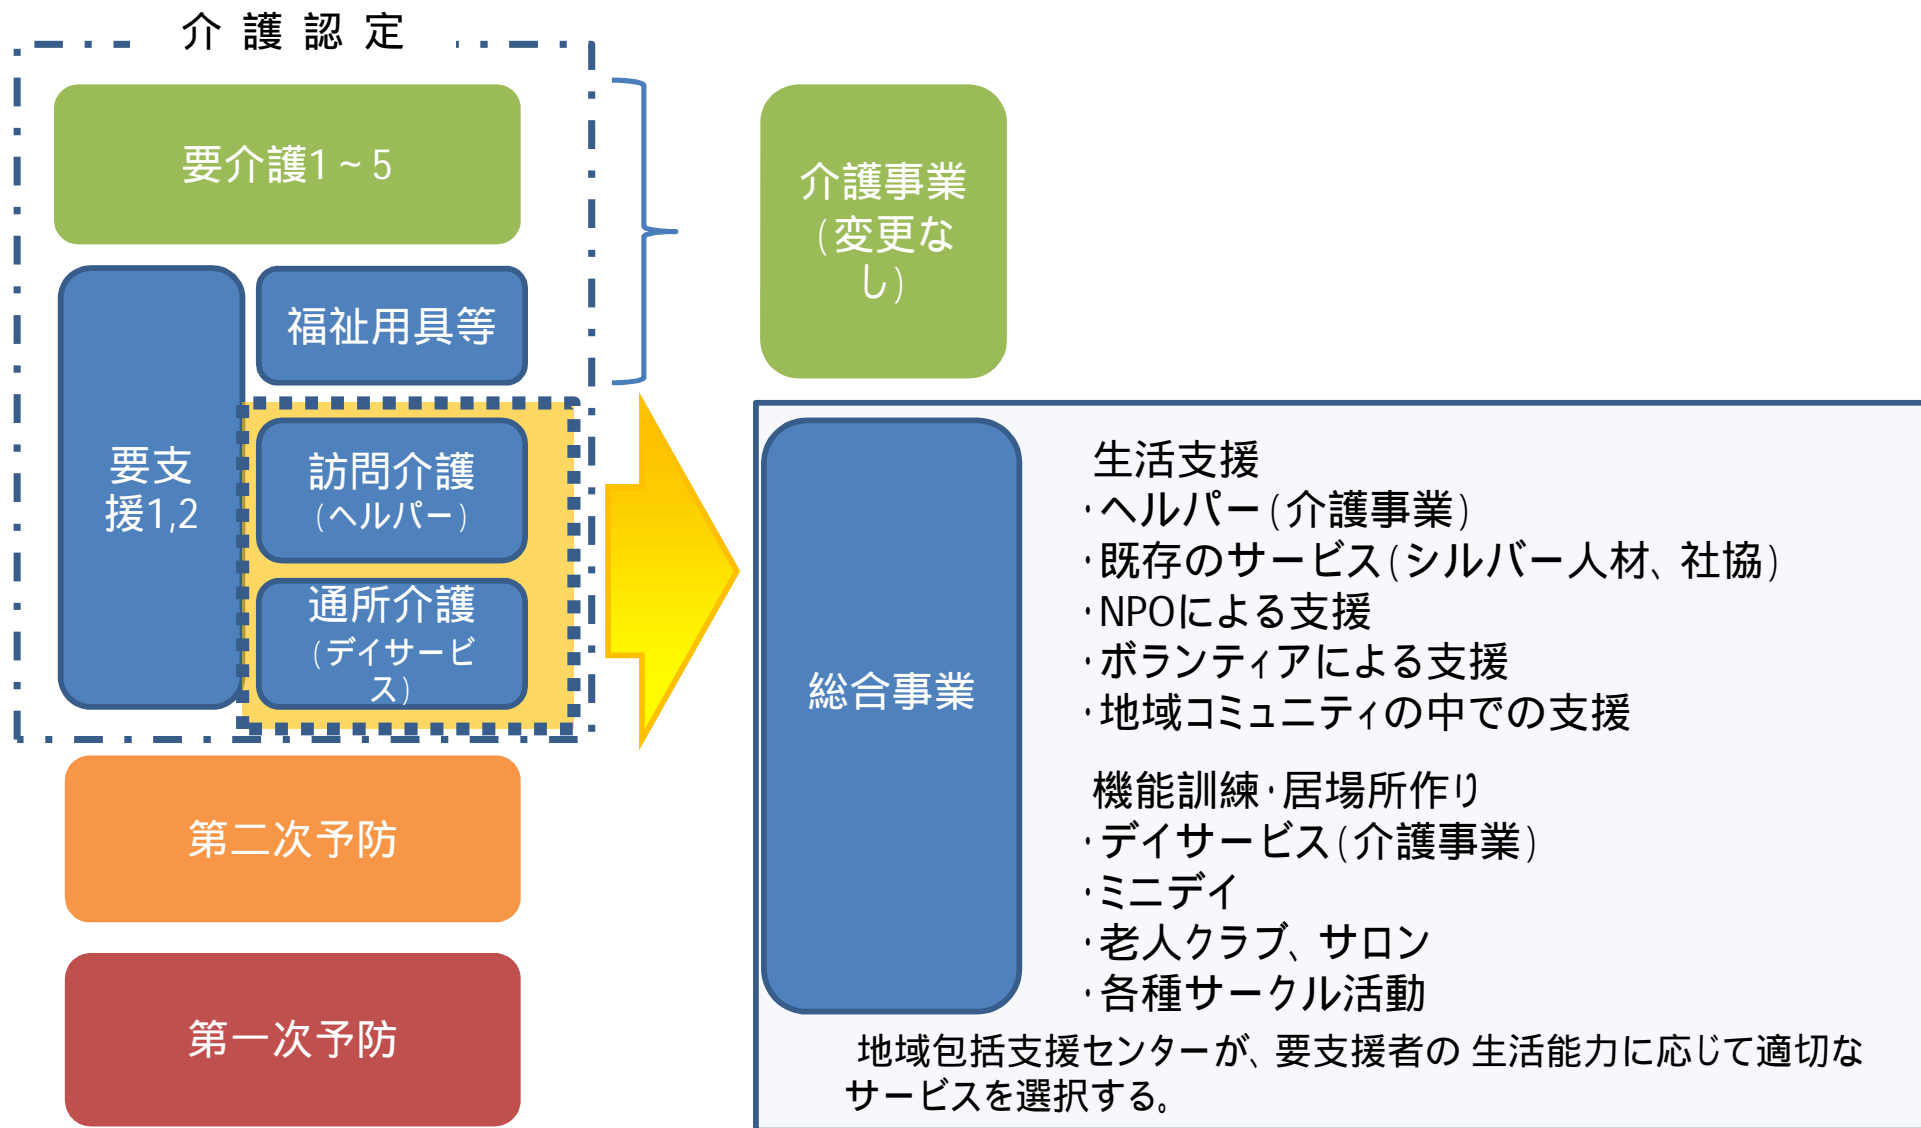 介護認定
要介護1~5
福祉用具等
要支
援1,2
訪問介護
(ヘルパー)
通所介護
(デイサービ
ス)
第二次予防
第一次予防
介護事業
(変更な
し)
総合事業
生活支援
・ヘルパー(介護事業)
・既存のサービス(シルバー人材、社協)
・NPOによる支援
・ボランティアによる支援
・地域コミュニティの中での支援
機能訓練・居場所作り
・デイサービス(介護事業)
・ミニデイ
・老人クラブ、サロン
・各種サークル活動
地域包括支援センターが、要支援者の生活能力に応じて適切な
サービスを選択する。